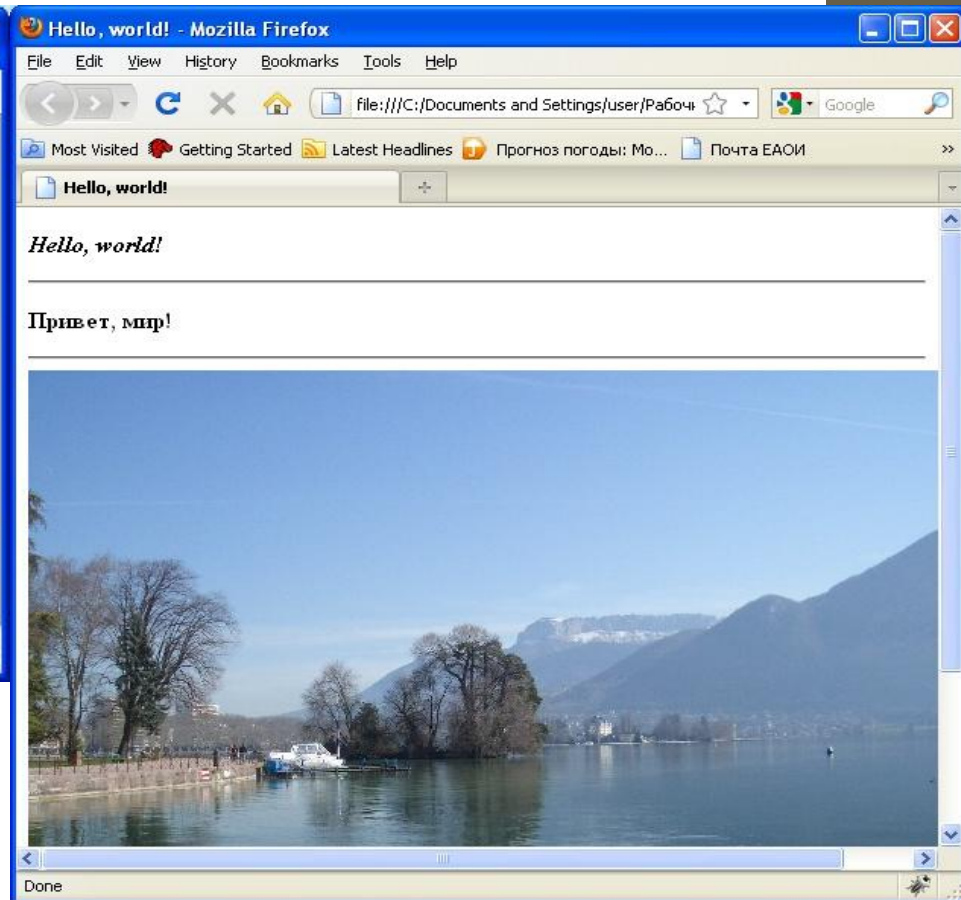 Hello, world! - Mozilla Firefox
File Edit View History Bookmarks Tools Help
file:///C:/Documents and Settings/user/Рабоч Google
Most Visited Getting Started Latest Headlines Прогноз погоды: Мо... Почта ЕАОИ »
Hello, world!
Hello, world!
Привет, мир!
Done